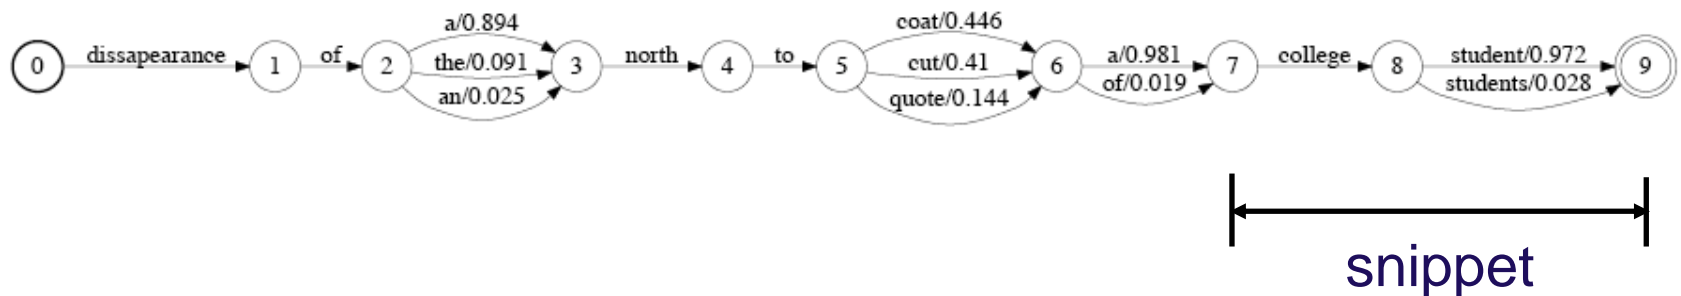 a/0.894 coat/0.446
0 dissapearance 1 of 2 the/0.091 3 north 4 to 5 cut/0.41 6 a/0.981 7 college 8 student/0.972 9
an/0.025 quote/0.144 of/0.019 students/0.028
snippet